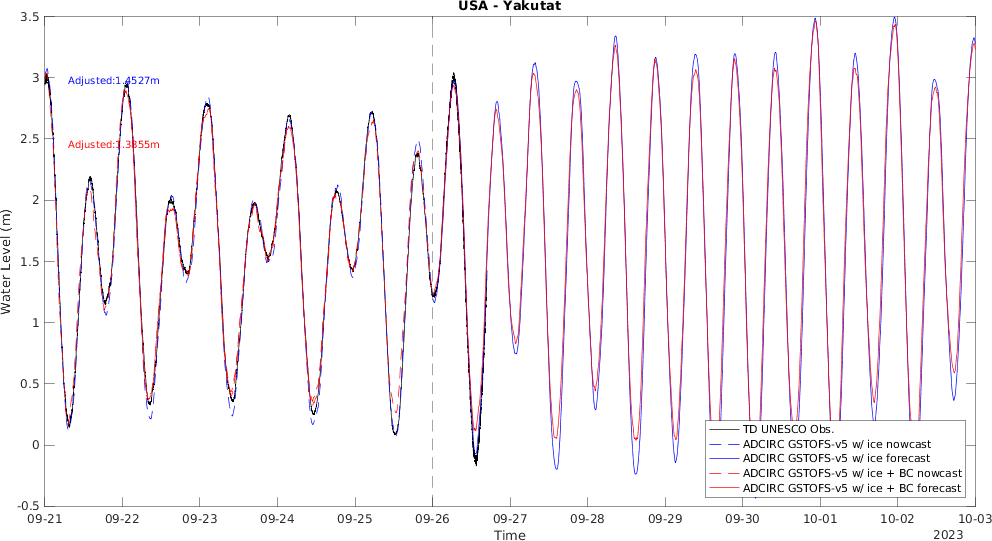 USA - Yakutat
3.5
3
2.5
2
1.5
1
0.5
0
-0.5
Water Level (m)
Adjusted:1.4527m
Adjusted:1.3855m
TD UNESCO Obs.
ADCIRC GSTOFS-v5 w/ ice nowcast
ADCIRC GSTOFS-v5 w/ ice forecast
ADCIRC GSTOFS-v5 w/ ice + BC nowcast
ADCIRC GSTOFS-v5 w/ ice + BC forecast
09-21 09-22 09-23 09-24 09-25 09-26 09-27 09-28 09-29 09-30 10-01 10-02 10-03
Time
2023